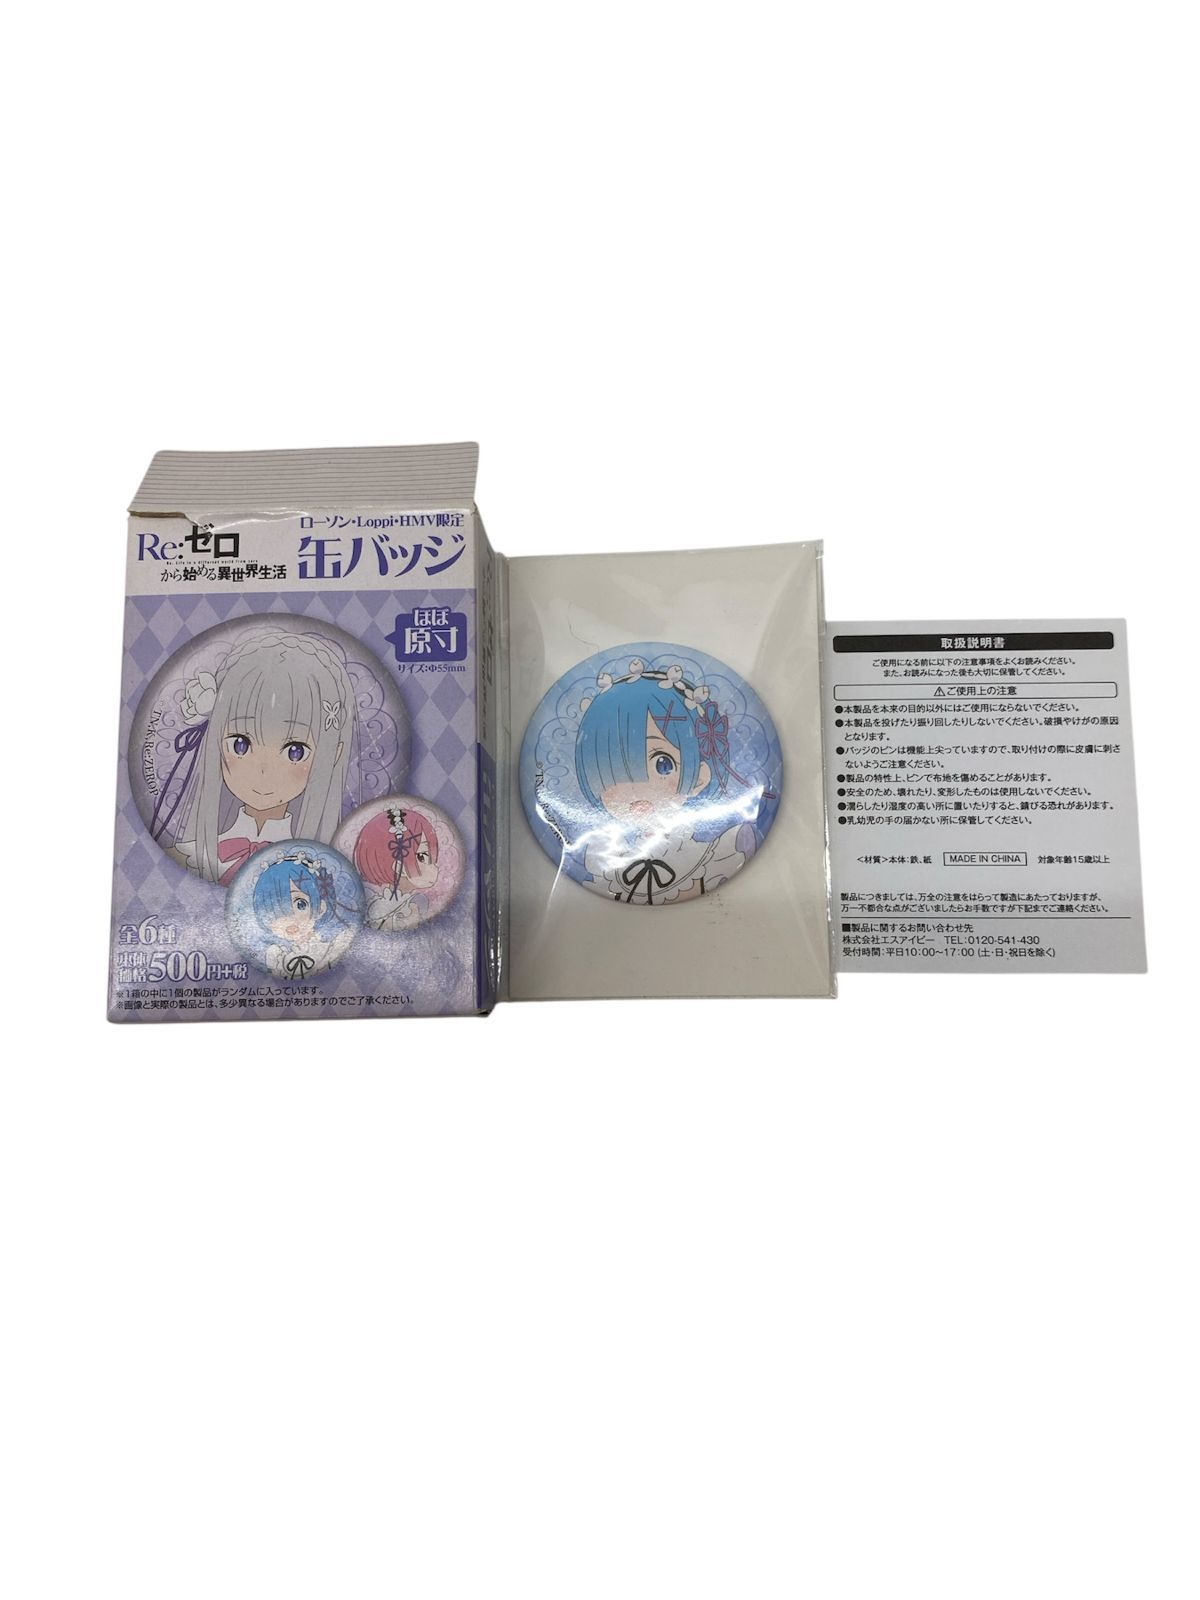 ローソン・Loppi・HMV限定
Re:ゼロ
Re: Life in a different world from zero
から始める異世界生活
缶バッジ
ほぼ
原寸
サイズ:Φ55mm
全6種
本体
価格500円+税
※1箱の中に1個の製品がランダムに入っています。
※画像と実際の製品とは、多少異なる場合がありますのでご了承ください。
取扱説明書
ご使用になる前に以下の注意事項をよくお読みください。
また、お読みになった後も大切に保管してください。
⚠ご使用上の注意
●本製品を本来の目的以外にはご使用にならないでください。
●本製品を投げたり振り回したりしないでください。破損やけがの原因
となります。
●バッジのピンは機能上尖っていますので、取り付けの際に皮膚に刺さ
ないようご注意ください。
●製品の特性上、ピンで布地を傷めることがあります。
●安全のため、壊れたり、変形したものは使用しないでください。
●濡らしたり湿度の高い所に置いたりすると、錆びる恐れがあります。
●乳幼児の手の届かない所に保管してください。
<材質>本体:鉄、紙 MADE IN CHINA 対象年齢15歳以上
製品につきましては、万全の注意をはらって製造にあたっておりますが、
万一不都合な点がございましたらお手数ですが下記までご連絡ください。
■製品に関するお問い合わせ先
株式会社エスアイピー TEL:0120-541-430
受付時間:平日10:00～17:00 (土・日・祝日を除く)